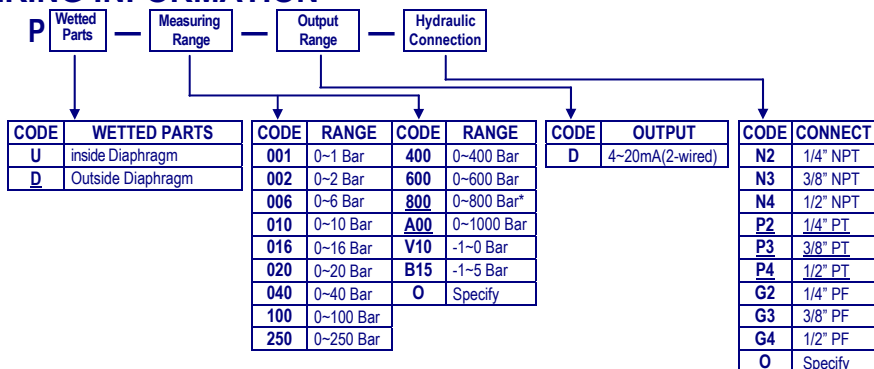 P Wetted Parts — Measuring Range — Output Range — Hydraulic Connection
CODE WETTED PARTS
U inside Diaphragm
D Outside Diaphragm
CODE RANGE CODE RANGE
001 0~1 Bar 400 0~400 Bar
002 0~2 Bar 600 0~600 Bar
006 0~6 Bar 800 0~800 Bar*
010 0~10 Bar A00 0~1000 Bar
016 0~16 Bar V10 -1~0 Bar
020 0~20 Bar B15 -1~5 Bar
040 0~40 Bar O Specify
100 0~100 Bar
250 0~250 Bar
CODE OUTPUT
D 4~20mA(2-wired)
CODE CONNECT
N2 1/4" NPT
N3 3/8" NPT
N4 1/2" NPT
P2 1/4" PT
P3 3/8" PT
P4 1/2" PT
G2 1/4" PF
G3 3/8" PF
G4 1/2" PF
O Specify